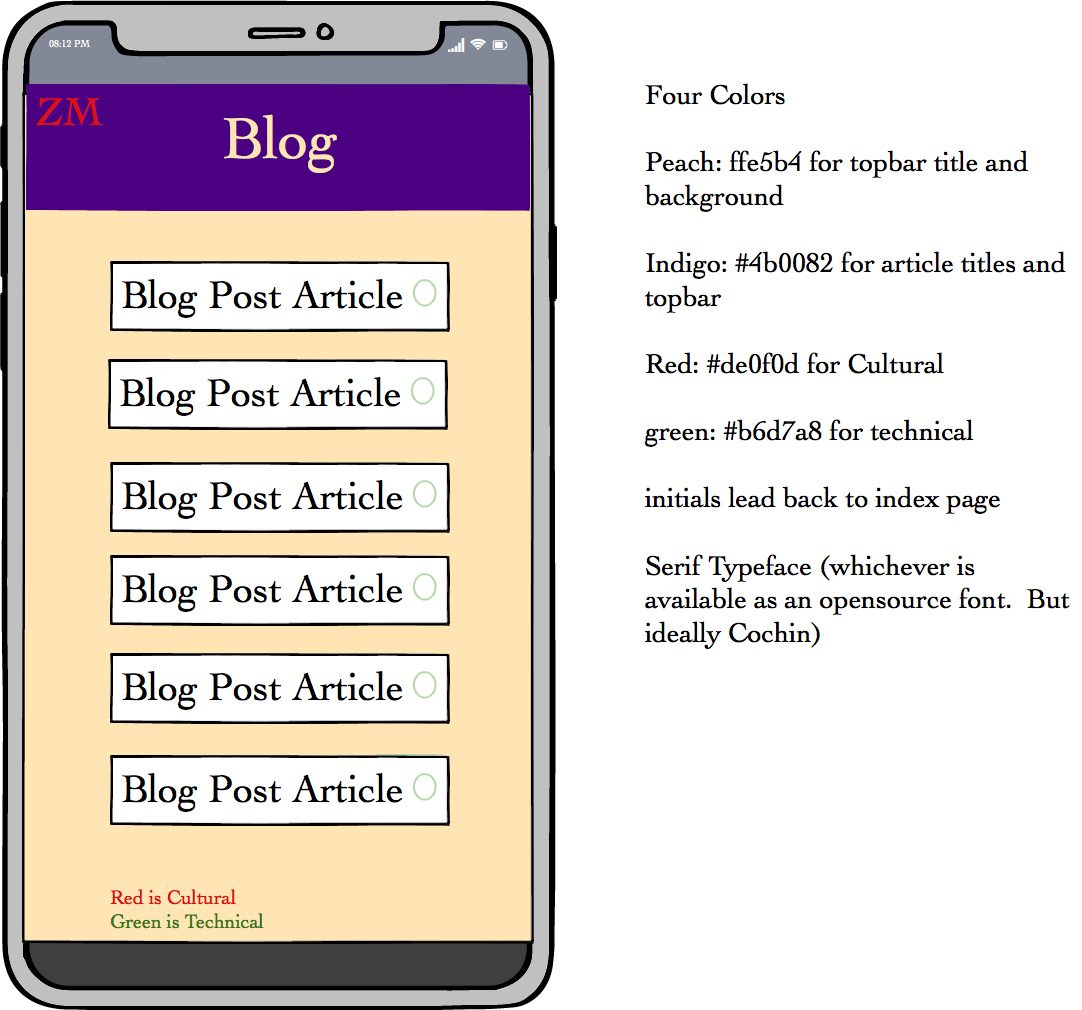 08:12 PM
ZM
Blog
Blog Post Article
Blog Post Article
Blog Post Article
Blog Post Article
Blog Post Article
Blog Post Article
Red is Cultural
Green is Technical
Four Colors
Peach: ffe5b4 for topbar title and
background
Indigo: #4b0082 for article titles and
topbar
Red: #de0f0d for Cultural
green: #b6d7a8 for technical
initials lead back to index page
Serif Typeface (whichever is
available as an opensource font.  But
ideally Cochin)